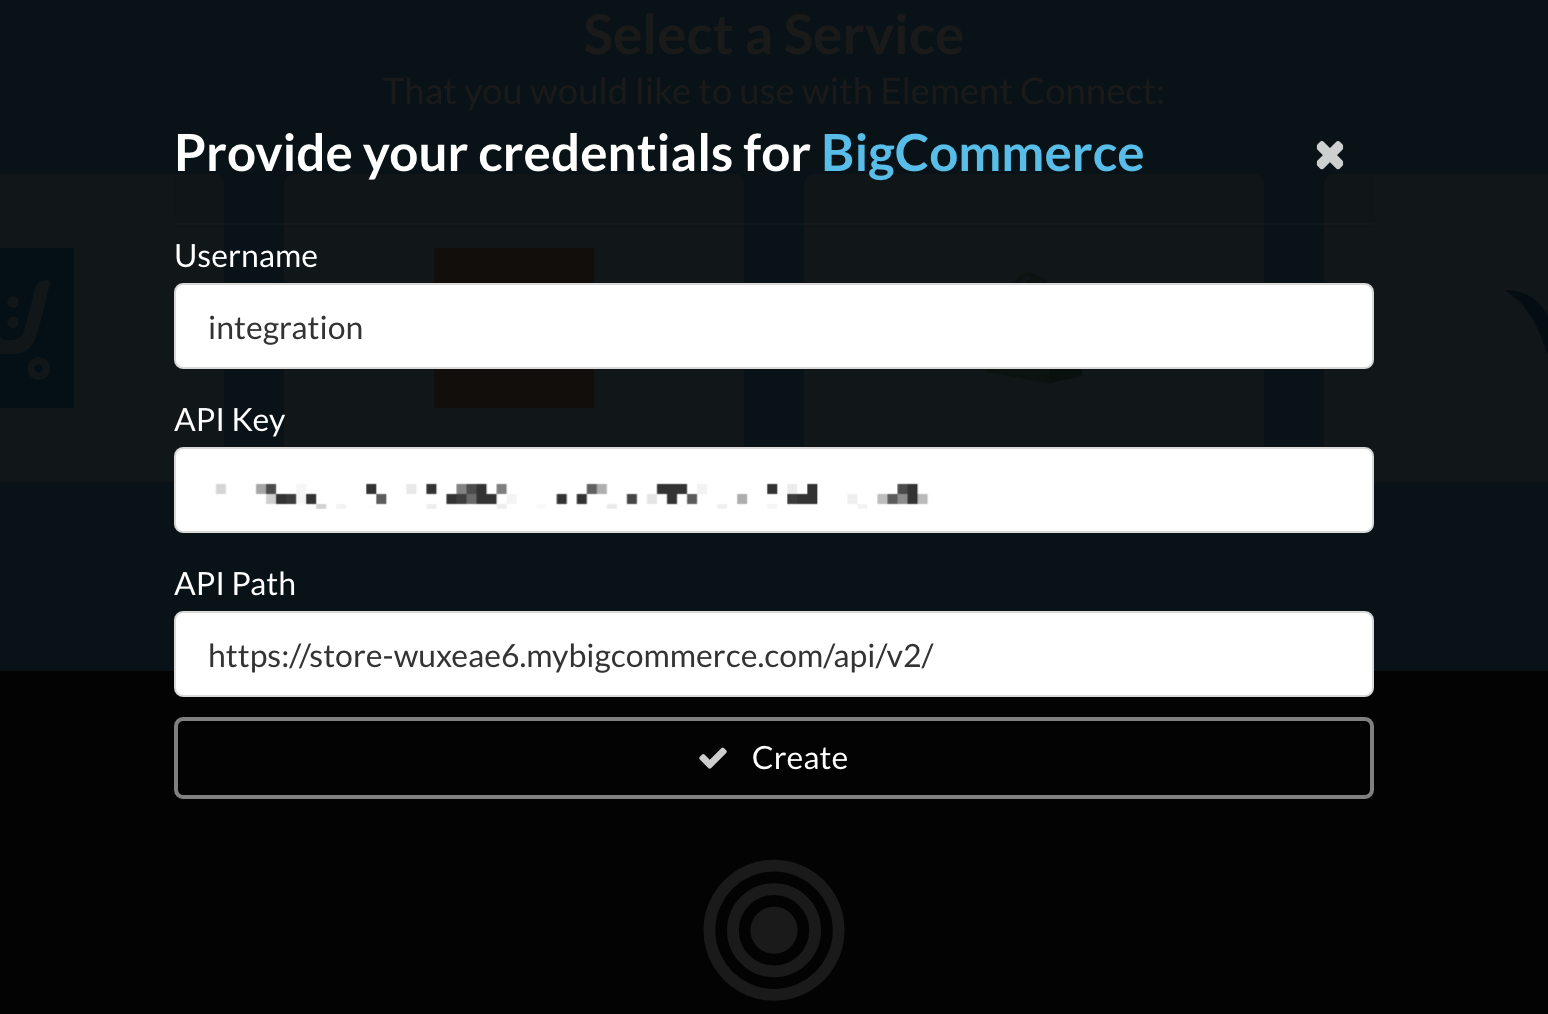 Select a Service
That you would like to use with Element Connect:
Provide your credentials for BigCommerce
Username
integration
API Key
API Path
https://store-wuxeae6.mybigcommerce.com/api/v2/
Create